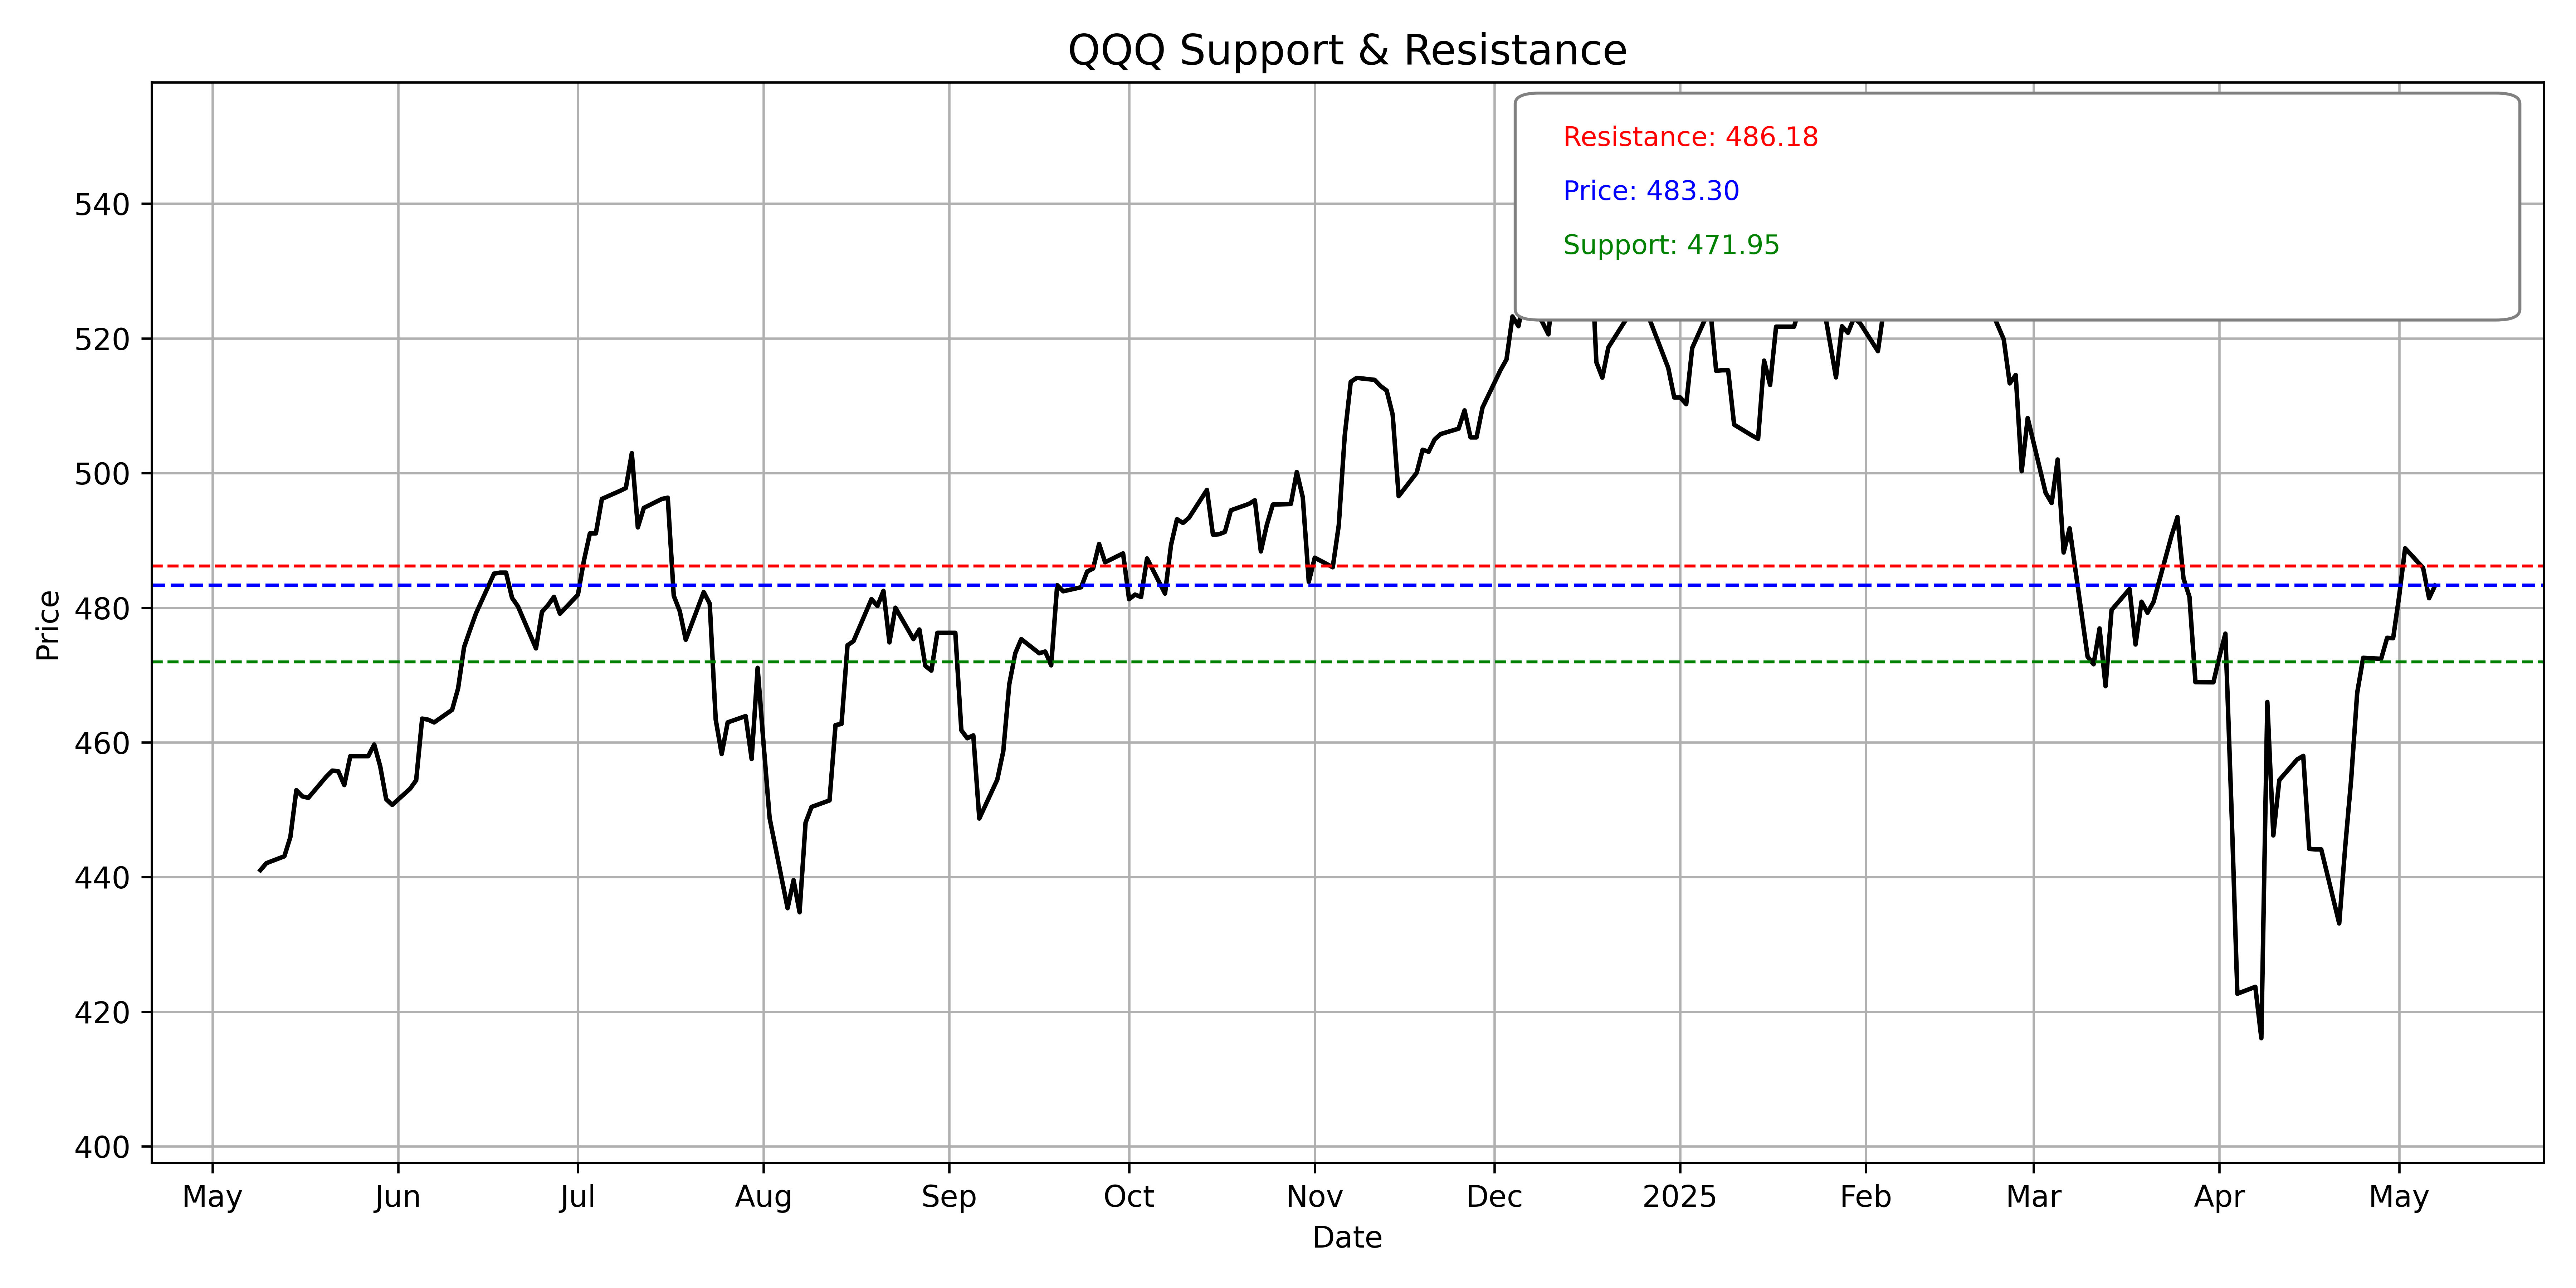 QQQ Support & Resistance
Resistance: 486.18
Price: 483.30
Support: 471.95
Price
540
520
500
480
460
440
420
400
May Jun Jul Aug Sep Oct Nov Dec 2025 Feb Mar Apr May
Date